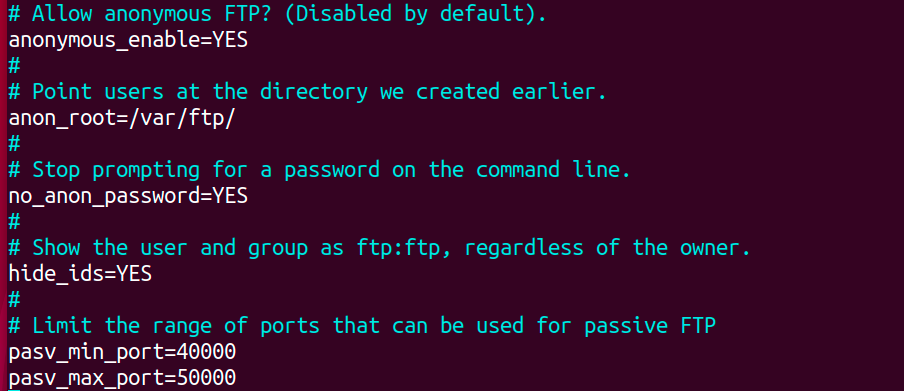 # Allow anonymous FTP? (Disabled by default).
anonymous_enable=YES
#
# Point users at the directory we created earlier.
anon_root=/var/ftp/
#
# Stop prompting for a password on the command line.
no_anon_password=YES
#
# Show the user and group as ftp:ftp, regardless of the owner.
hide_ids=YES
#
# Limit the range of ports that can be used for passive FTP
pasv_min_port=40000
pasv_max_port=50000